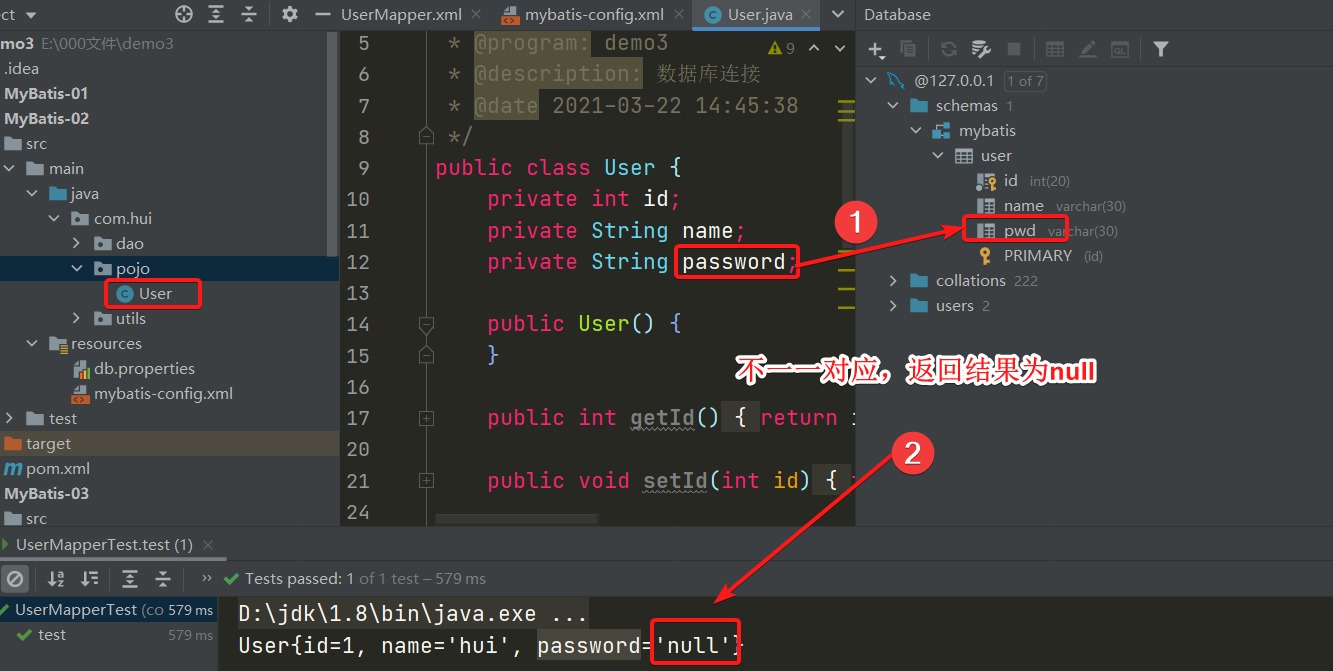 ct
UserMapper.xml
mybatis-config.xml
User.java
Database
mo3 E:\000文件\demo3
.idea
MyBatis-01
MyBatis-02
src
main
java
com.hui
dao
pojo
User
utils
resources
db.properties
mybatis-config.xml
test
target
pom.xml
MyBatis-03
src
9
5 * @program: demo3
6 * @description: 数据库连接
7 * @date 2021-03-22 14:45:38
8 */
9 public class User {
10 private int id;
11 private String name;
12 private String password;
13
14 public User() {
15 }
16
17 public int getId() { return i
20
21 public void setId(int id) {
24
@127.0.0.1 1 of 7
schemas 1
mybatis
user
id int(20)
name varchar(30)
pwd varchar(30)
PRIMARY (id)
collations 222
users 2
1
不一一对应，返回结果为null
2
UserMapperTest.test (1)
Tests passed: 1 of 1 test – 579 ms
UserMapperTest (co 579 ms
test 579 ms
D:\jdk\1.8\bin\java.exe ...
User{id=1, name='hui', password='null'}